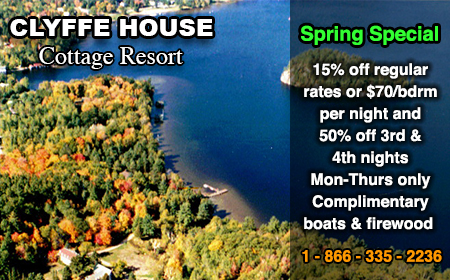 CLYFFE HOUSE
Cottage Resort
Spring Special
15% off regular
rates or $70/bdrm
per night and
50% off 3rd &
4th nights
Mon-Thurs only
Complimentary
boats & firewood
1 - 866 - 335 - 2236